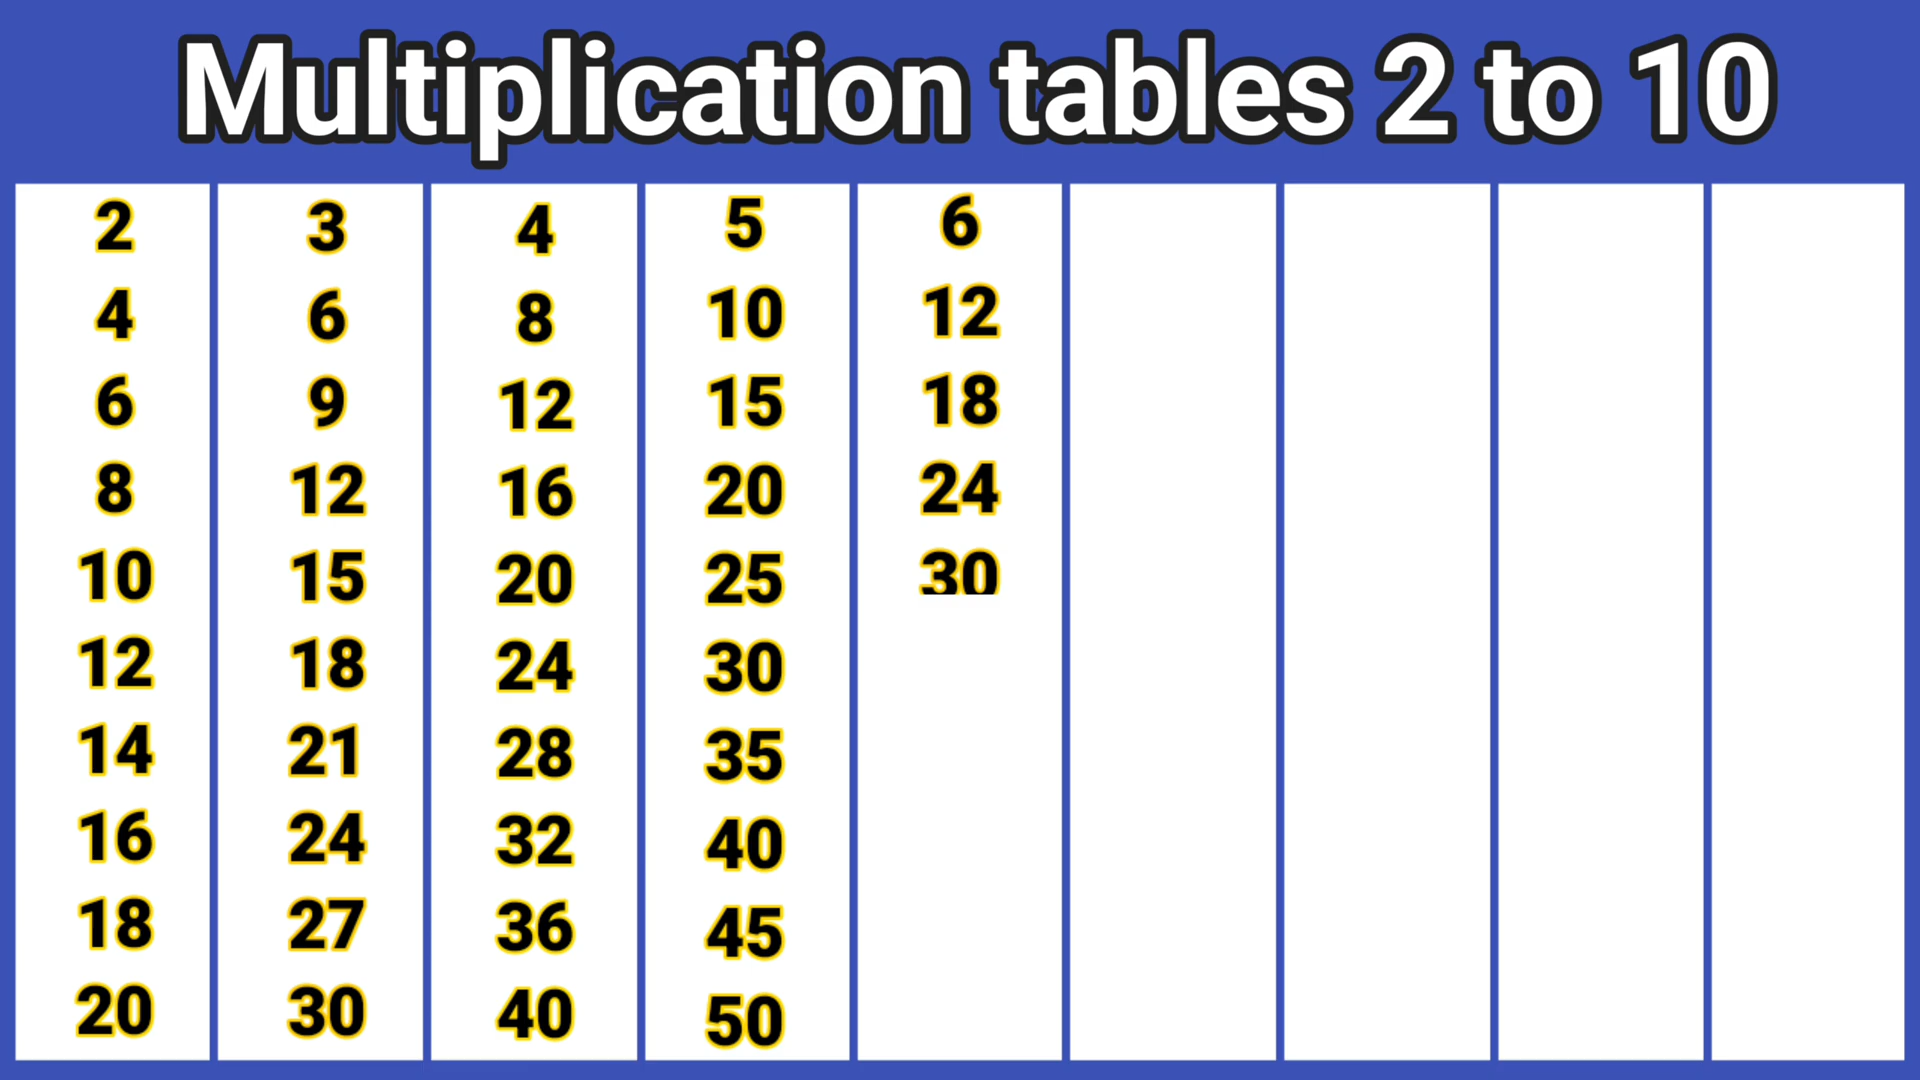 Multiplication tables 2 to 10
2 3 4 5 6
4 6 8 10 12
6 9 12 15 18
8 12 16 20 24
10 15 20 25 30
12 18 24 30
14 21 28 35
16 24 32 40
18 27 36 45
20 30 40 50